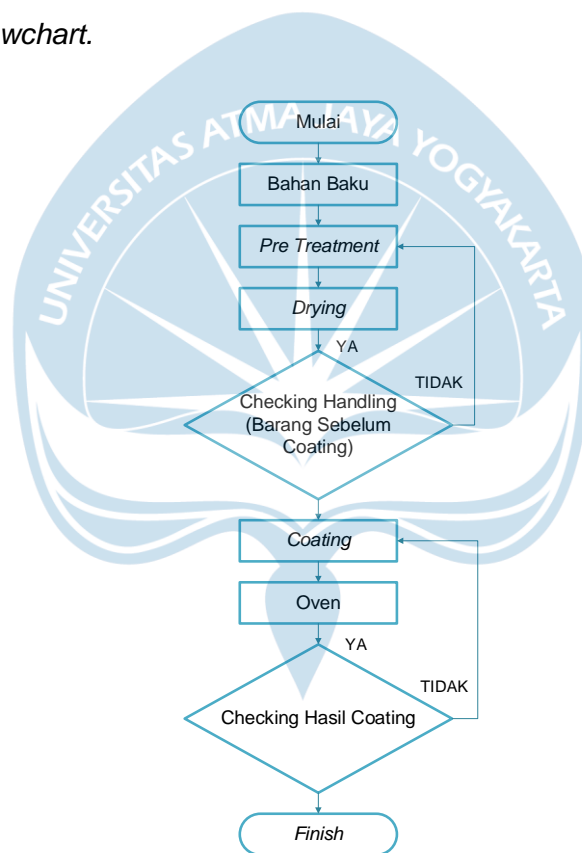 wchart.
UNIVERSITAS ATMA JAYA YOGYAKARTA
Mulai
Bahan Baku
Pre Treatment
Drying
YA
TIDAK
Checking Handling
(Barang Sebelum
Coating)
Coating
Oven
YA
TIDAK
Checking Hasil Coating
Finish